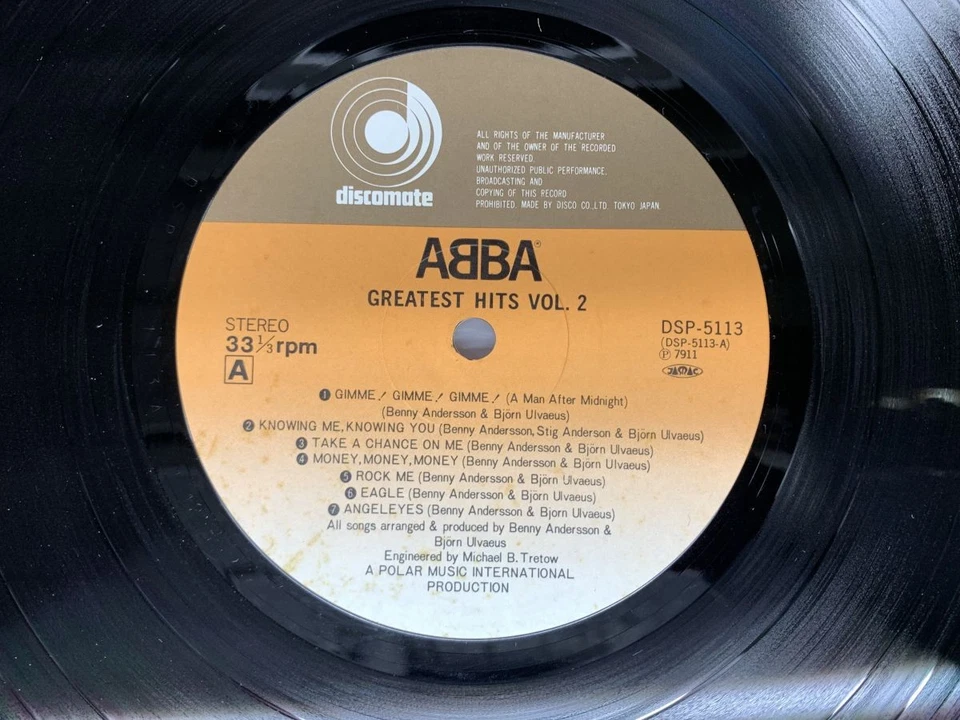 discomate
ALL RIGHTS OF THE MANUFACTURER
AND OF THE OWNER OF THE RECORDED
WORK RESERVED.
UNAUTHORIZED PUBLIC PERFORMANCE.
BROADCASTING AND
COPYING OF THIS RECORD
PROHIBITED. MADE BY DISCO CO.,LTD. TOKYO JAPAN.
ABBA®
GREATEST HITS VOL. 2
STEREO
33 1/3 rpm
A
DSP-5113
(DSP-5113-A)
Ⓟ 7911
JASRAC
❶ GIMME! GIMME! GIMME! (A Man After Midnight)
(Benny Andersson & Björn Ulvaeus)
❷ KNOWING ME, KNOWING YOU (Benny Andersson, Stig Anderson & Björn Ulvaeus)
❸ TAKE A CHANCE ON ME (Benny Andersson & Björn Ulvaeus)
❹ MONEY, MONEY, MONEY (Benny Andersson & Björn Ulvaeus)
❺ ROCK ME (Benny Andersson & Björn Ulvaeus)
❻ EAGLE (Benny Andersson & Björn Ulvaeus)
❼ ANGELEYES (Benny Andersson & Bjorn Ulvaeus)
All songs arranged & produced by Benny Andersson &
Björn Ulvaeus
Engineered by Michael B. Tretow
A POLAR MUSIC INTERNATIONAL
PRODUCTION